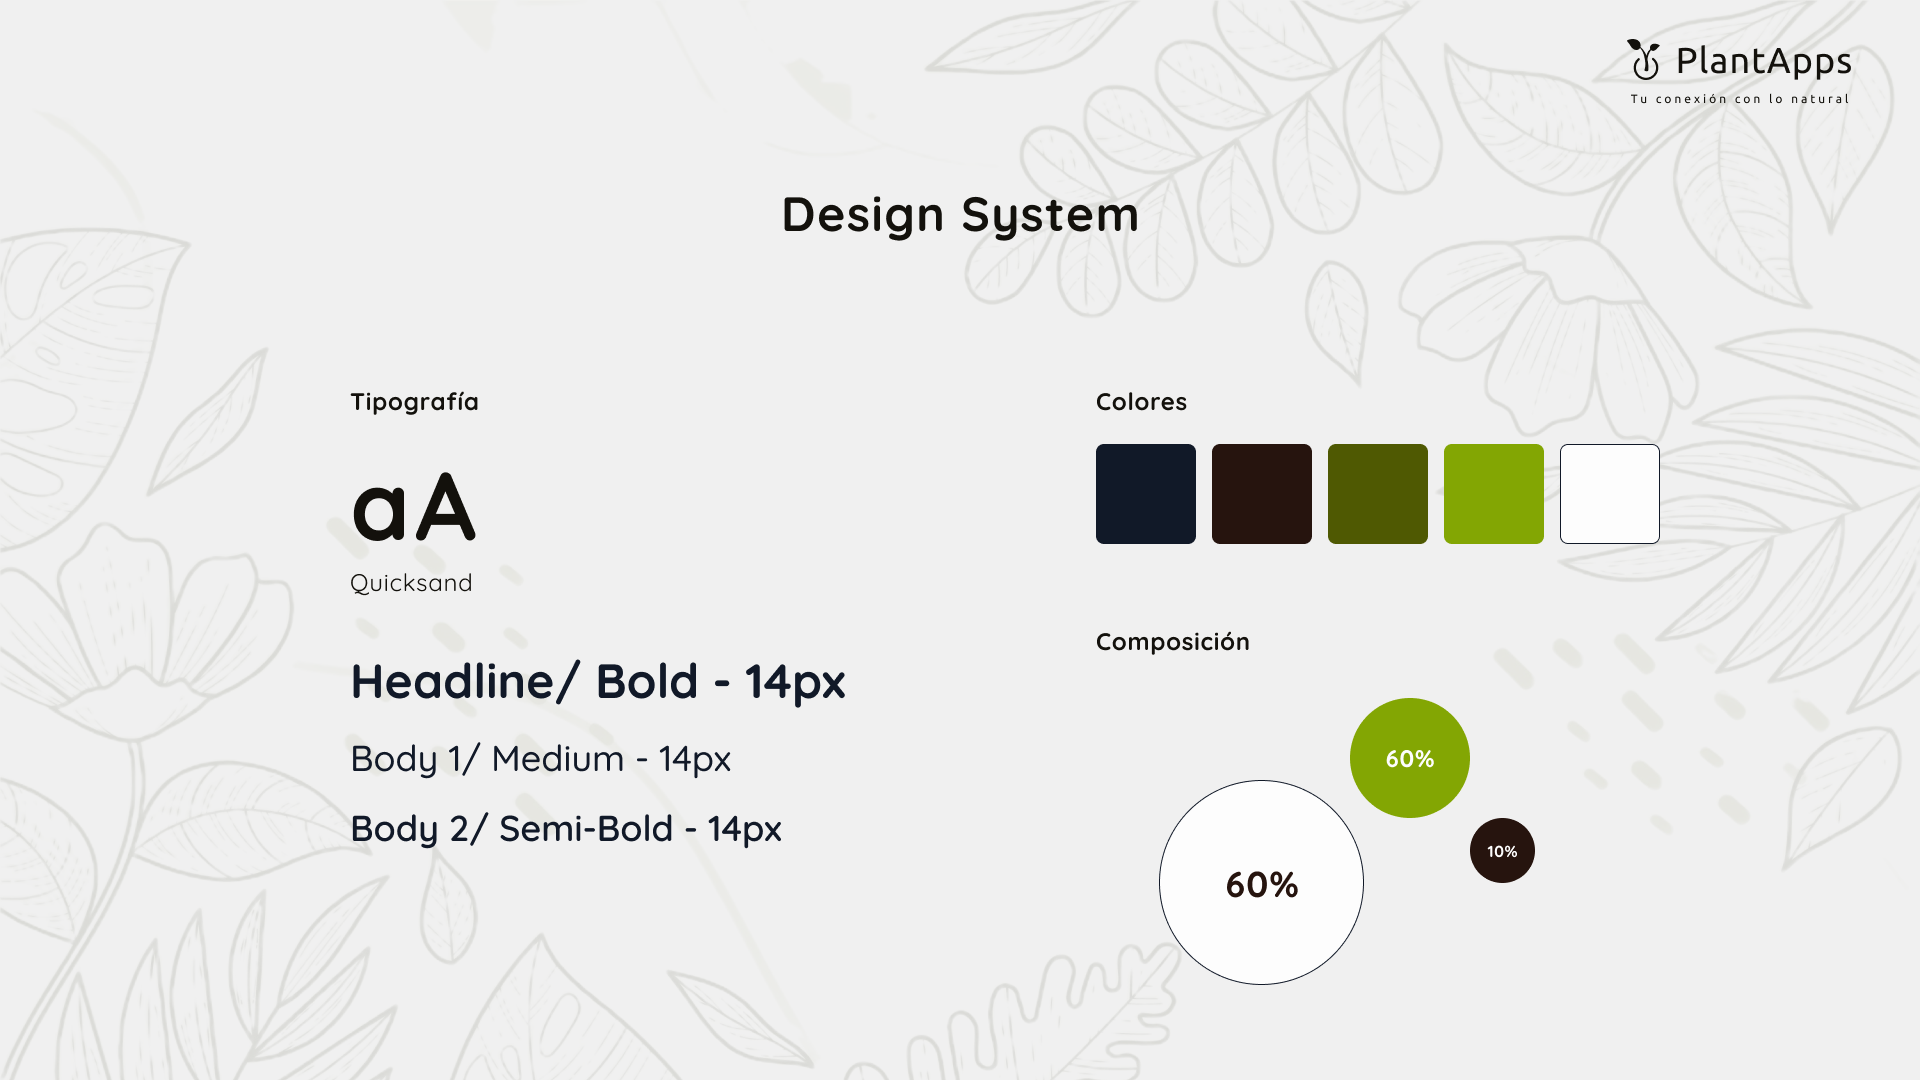 PlantApps
Tu conexión con lo natural
Design System
Tipografía
aA
Quicksand
Headline/ Bold - 14px
Body 1/ Medium - 14px
Body 2/ Semi-Bold - 14px
Colores
Composición
60%
60%
10%